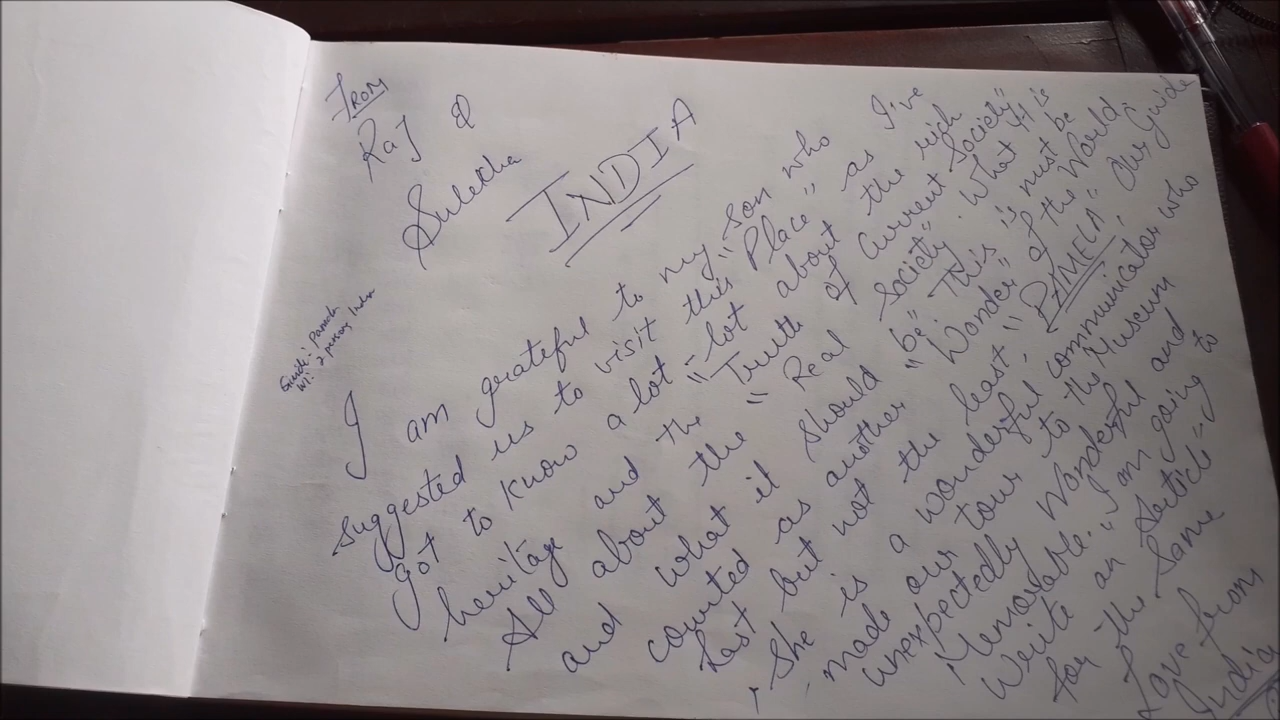 FROM
RaJ &
Sulekha
INDIA
Guide: Pamela
2 persons
I am grateful to my "Son who
suggested us to visit this Place" as I've
got to know a lot "lot about the rich
heritage and the "Truth of Current Society"
All about the "Real Society". What it is
and what it should "be" This is must be
counted as another "Wonder" of the World
Last but not the least, "PAMELA" Our Guide,
She is a wonderful communicator who
made our tour to the Museum
unexpectedly Wonderful and
Memorable. "I am going to
Write an Article"
for the Same
Love from
India